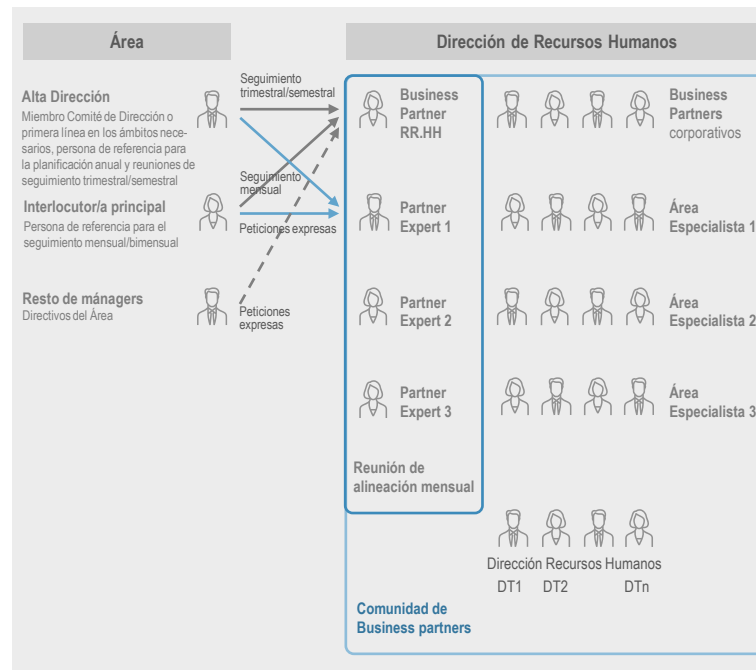 Área
Dirección de Recursos Humanos
Alta Dirección
Miembro Comité de Dirección o
primera línea en los ámbitos nece-
sarios, persona de referencia para
la planificación anual y reuniones de
seguimiento trimestral/semestral
Interlocutor/a principal
Persona de referencia para el
seguimiento mensual/bimensual
Resto de mánagers
Directivos del Área
Seguimiento
trimestral/semestral
Seguimiento
mensual
Peticiones expresas
Peticiones
expresas
Business
Partner
RR.HH
Partner
Expert 1
Partner
Expert 2
Partner
Expert 3
Reunión de
alineación mensual
Business
Partners
corporativos
Área
Especialista 1
Área
Especialista 2
Área
Especialista 3
Dirección Recursos Humanos
DT1 DT2 DTn
Comunidad de
Business partners